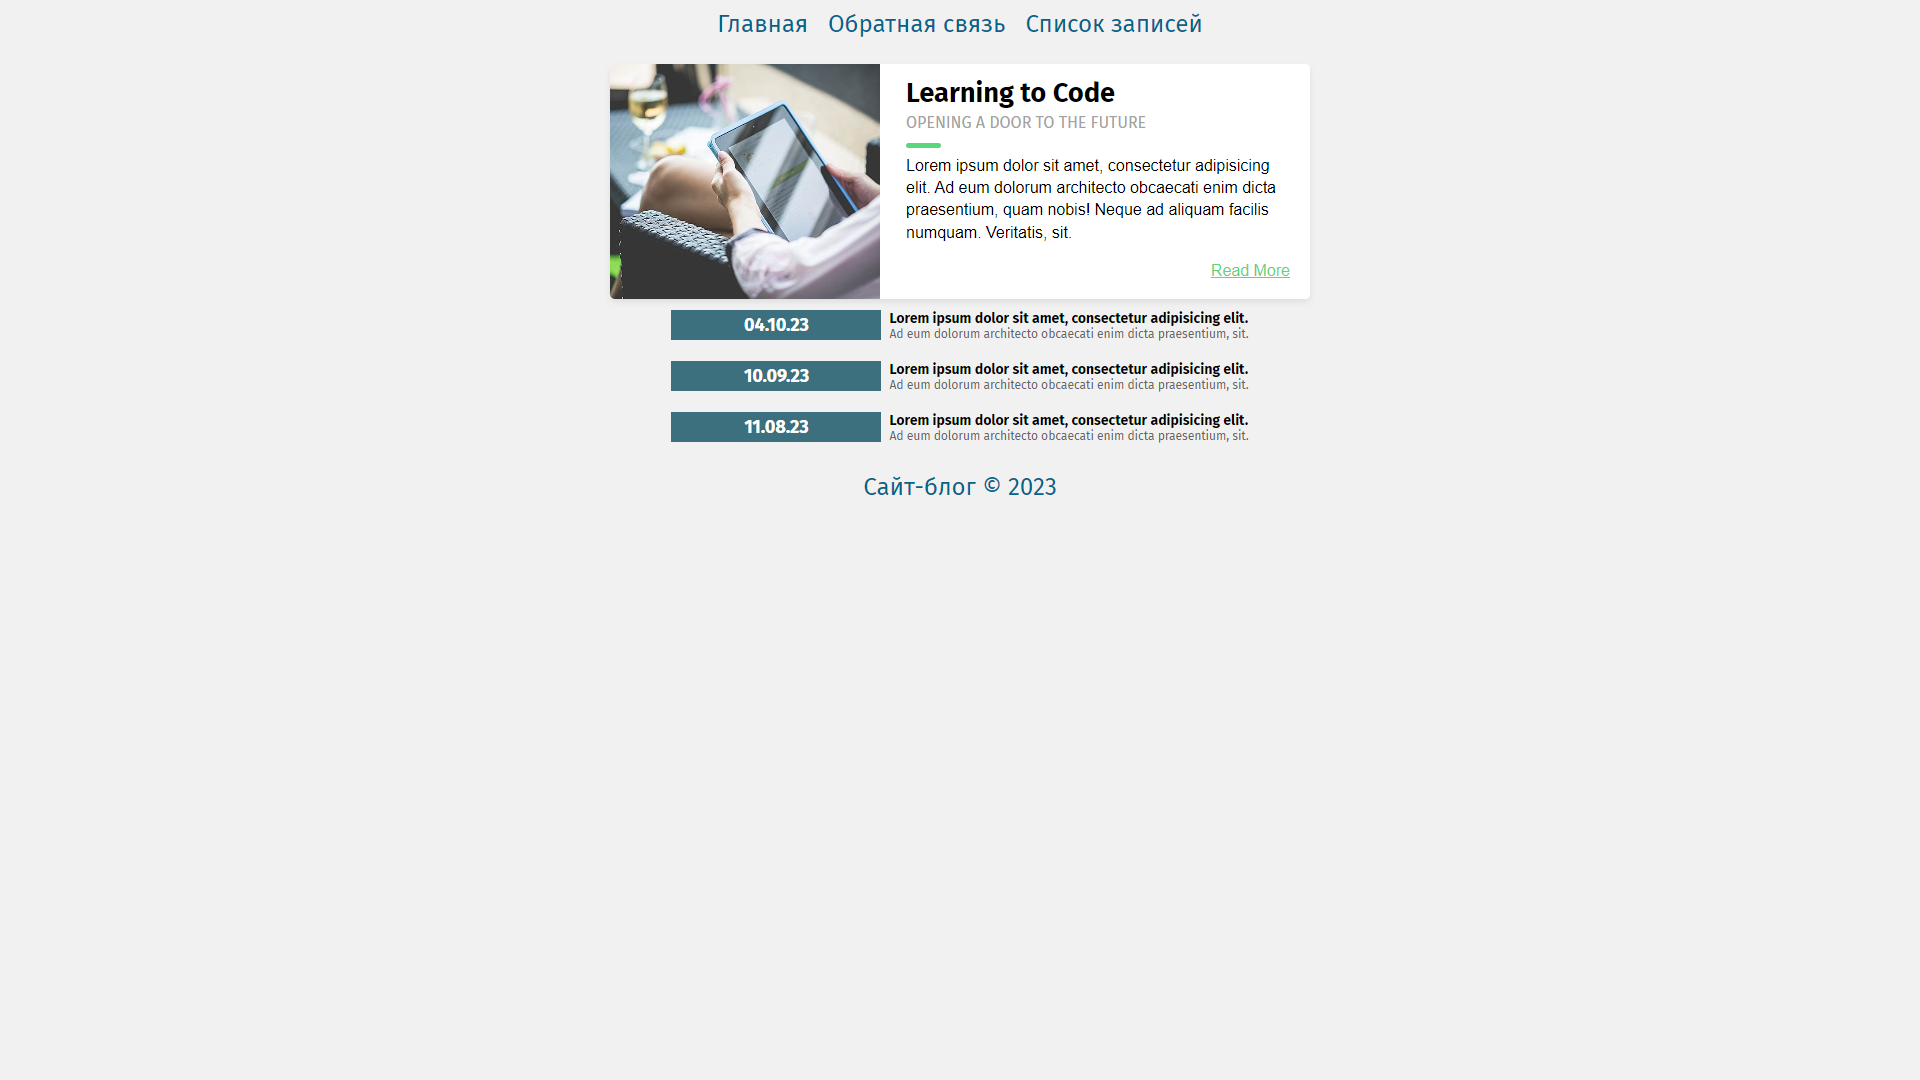 Главная Обратная связь Список записей
Learning to Code
OPENING A DOOR TO THE FUTURE
Lorem ipsum dolor sit amet, consectetur adipisicing
elit. Ad eum dolorum architecto obcaecati enim dicta
praesentium, quam nobis! Neque ad aliquam facilis
numquam. Veritatis, sit.
Read More
04.10.23
Lorem ipsum dolor sit amet, consectetur adipisicing elit.
Ad eum dolorum architecto obcaecati enim dicta praesentium, sit.
10.09.23
Lorem ipsum dolor sit amet, consectetur adipisicing elit.
Ad eum dolorum architecto obcaecati enim dicta praesentium, sit.
11.08.23
Lorem ipsum dolor sit amet, consectetur adipisicing elit.
Ad eum dolorum architecto obcaecati enim dicta praesentium, sit.
Сайт-блог © 2023